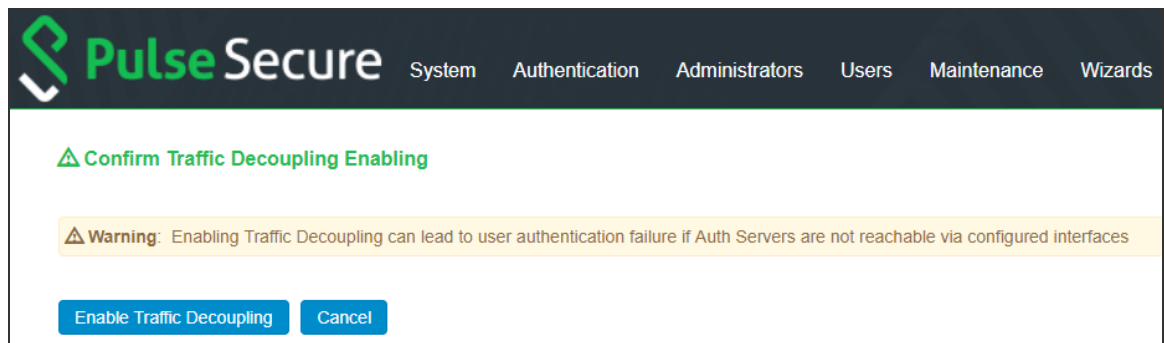 Pulse Secure System Authentication Administrators Users Maintenance Wizards
Confirm Traffic Decoupling Enabling
Warning: Enabling Traffic Decoupling can lead to user authentication failure if Auth Servers are not reachable via configured interfaces
Enable Traffic Decoupling Cancel